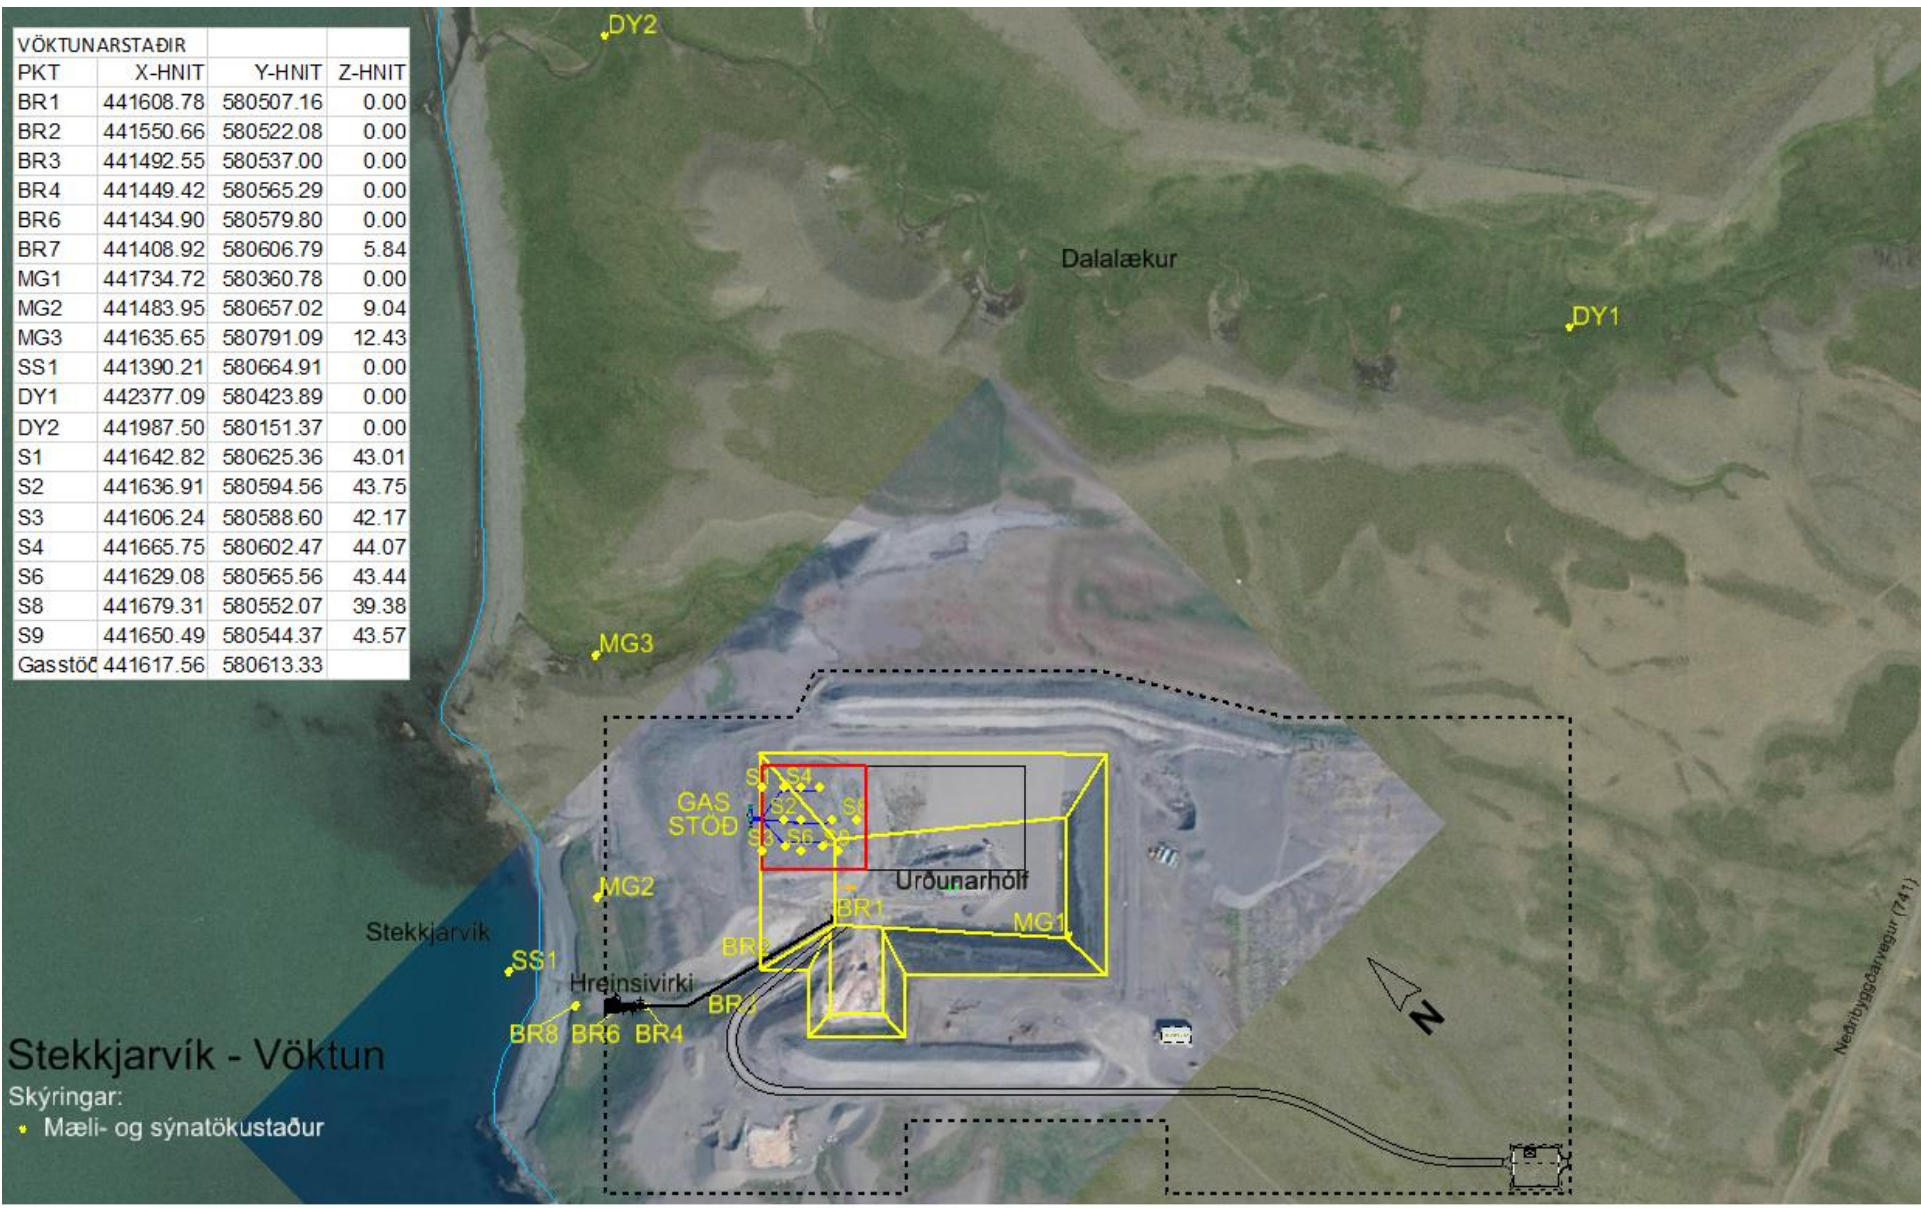 VÖKTUNARSTAÐIR
PKT X-HNIT Y-HNIT Z-HNIT
BR1 441608.78 580507.16 0.00
BR2 441550.66 580522.08 0.00
BR3 441492.55 580537.00 0.00
BR4 441449.42 580565.29 0.00
BR6 441434.90 580579.80 0.00
BR7 441408.92 580606.79 5.84
MG1 441734.72 580360.78 0.00
MG2 441483.95 580657.02 9.04
MG3 441635.65 580791.09 12.43
SS1 441390.21 580664.91 0.00
DY1 442377.09 580423.89 0.00
DY2 441987.50 580151.37 0.00
S1 441642.82 580625.36 43.01
S2 441636.91 580594.56 43.75
S3 441606.24 580588.60 42.17
S4 441665.75 580602.47 44.07
S6 441629.08 580565.56 43.44
S8 441679.31 580552.07 39.38
S9 441650.49 580544.37 43.57
Gasstöð 441617.56 580613.33
DY2
Dalalækur
DY1
MG3
S1 S4
GAS
STÖÐ
S2 S8
S3 S6 S9
Urðunarhólf
MG2
BR1
MG1
Stekkjarvík
BR2
SS1
Hreinsivirki
BR3
BR8 BR6 BR4
N
Neðribyggðarvegur (741)
Stekkjarvík - Vöktun
Skýringar:
Mæli- og sýnatökustaður